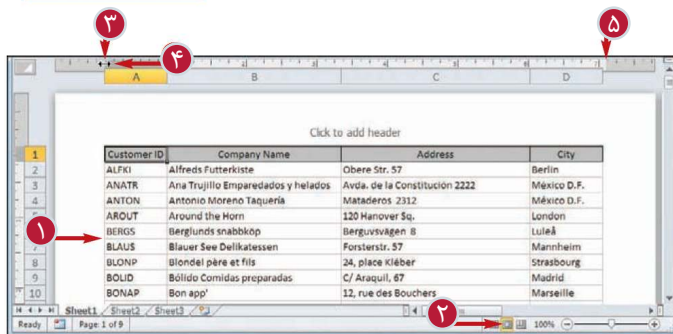 ۳ ۵
۴
A B C D
Click to add header
1 Customer ID Company Name Address City
2 ALFKI Alfreds Futterkiste Obere Str. 57 Berlin
3 ANATR Ana Trujillo Emparedados y helados Avda. de la Constitución 2222 México D.F.
4 ANTON Antonio Moreno Taquería Mataderos 2312 México D.F.
AROUT Around the Horn 120 Hanover Sq. London
۱ BERGS Berglunds snabbköp Berguvsvägen 8 Luleå
7 BLAUS Blauer See Delikatessen Forsterstr. 57 Mannheim
8 BLONP Blondel père et fils 24, place Kléber Strasbourg
9 BOLID Bólido Comidas preparadas C/ Araquil, 67 Madrid
10 BONAP Bon app' 12, rue des Bouchers Marseille
Sheet1 Sheet2 Sheet3 ۲
Ready Page: 1 of 9 100%